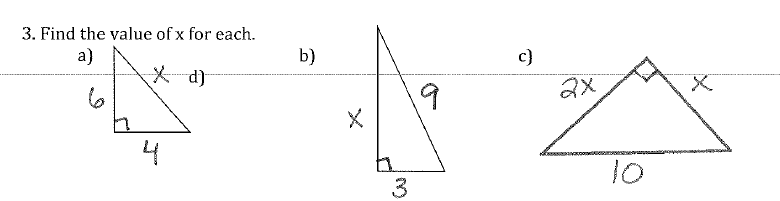 3. Find the value of x for each.
a) d) b) c)
6 x
4
x 9
3
2x x
10